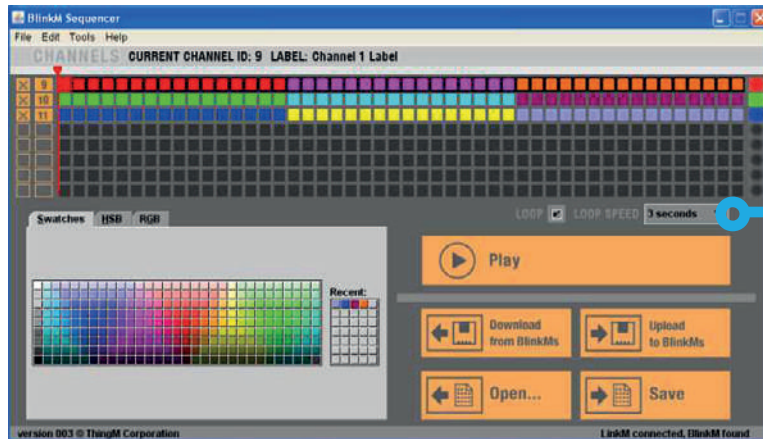 BlinkM Sequencer
File Edit Tools Help
CHANNELS CURRENT CHANNEL ID: 9 LABEL: Channel 1 Label
9
10
11
LOOP LOOP SPEED 3 seconds
Swatches HSB RGB
Play
Recent:
Download from BlinkMs
Upload to BlinkMs
Open...
Save
version 003 © ThingM Corporation
LinkM connected, BlinkM found